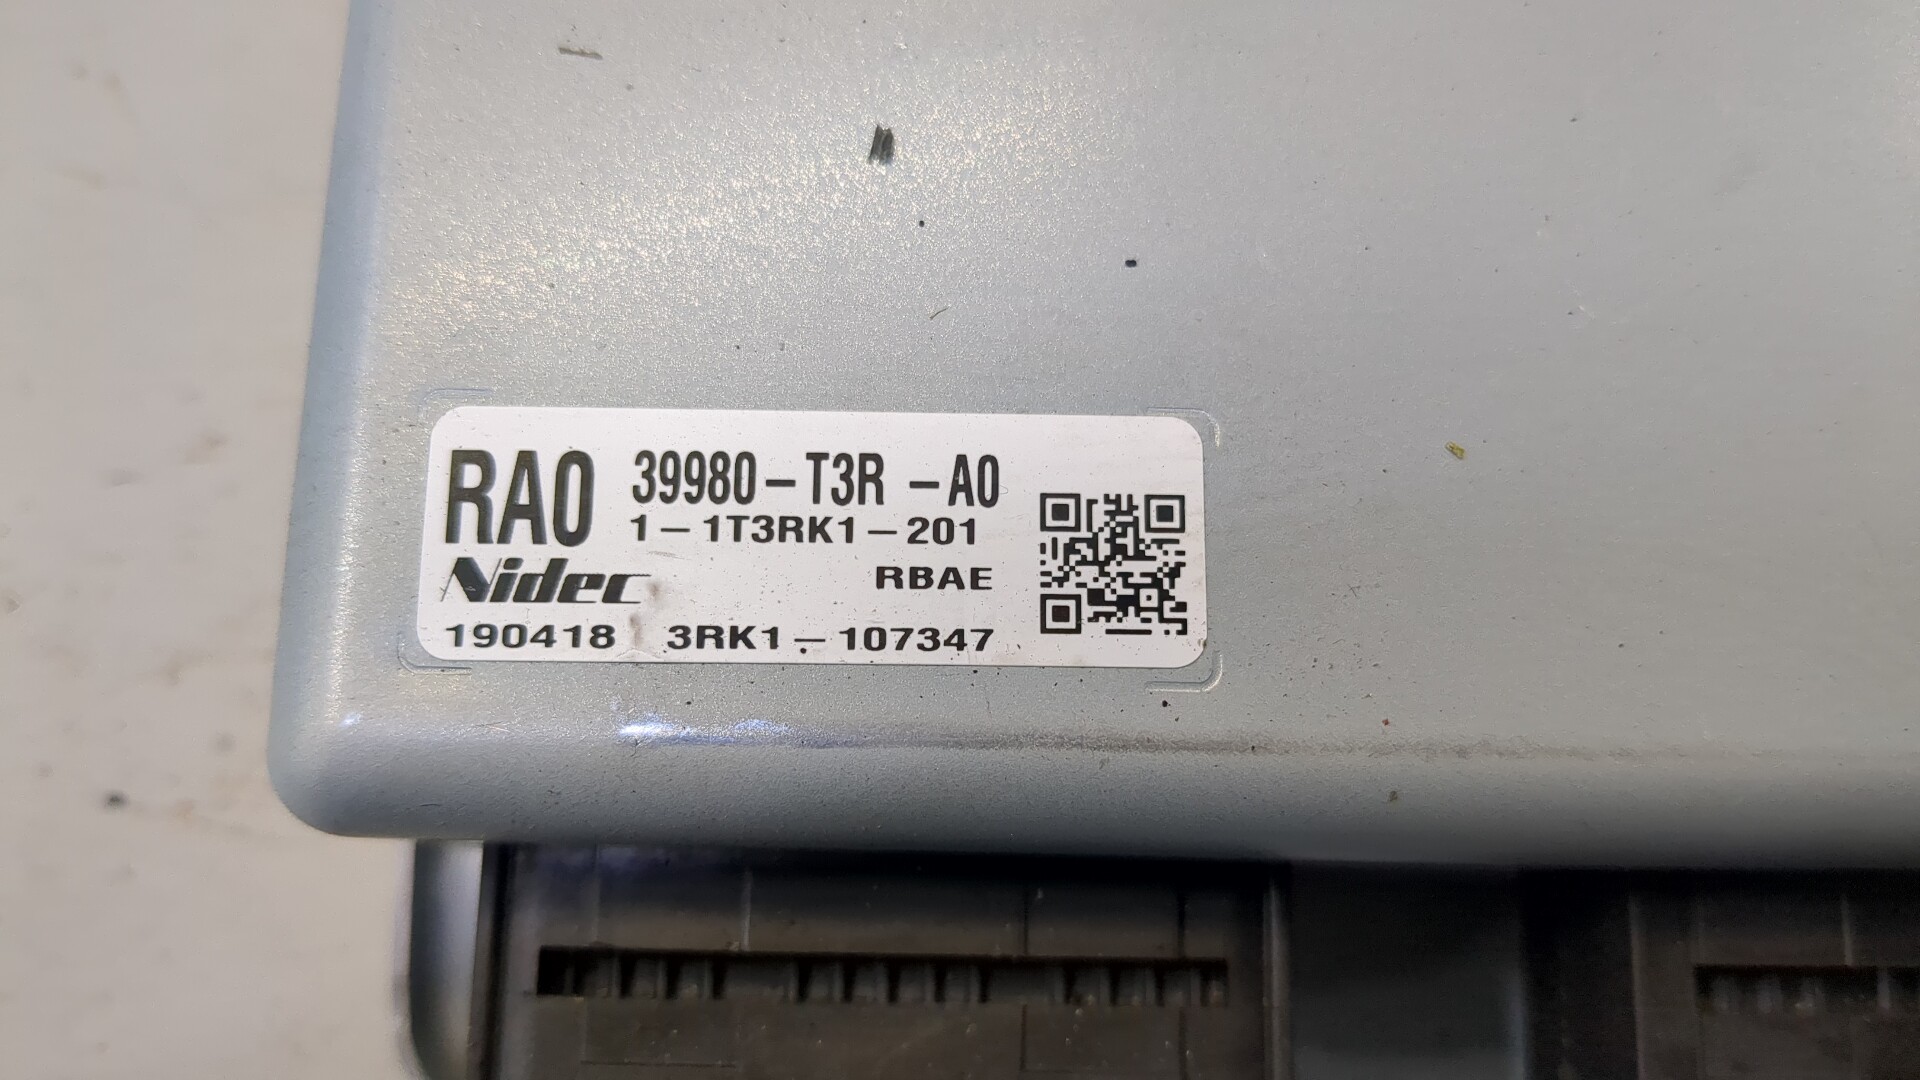 RA0 39980-T3R -A0
1-1T3RK1-201
Nidec RBAE
190418 3RK1-107347